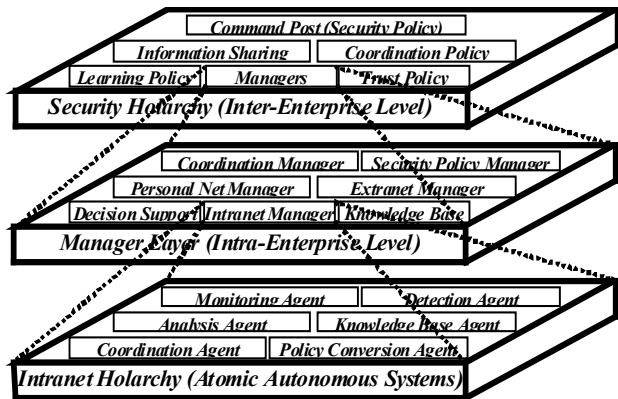 Command Post (Security Policy)
Information Sharing Coordination Policy
Learning Policy Managers Trust Policy
Security Holarchy (Inter-Enterprise Level)
Coordination Manager Security Policy Manager
Personal Net Manager Extranet Manager
Decision Support Intranet Manager Knowledge Base
Manager Layer (Intra-Enterprise Level)
Monitoring Agent Detection Agent
Analysis Agent Knowledge Base Agent
Coordination Agent Policy Conversion Agent
Intranet Holarchy (Atomic Autonomous Systems)